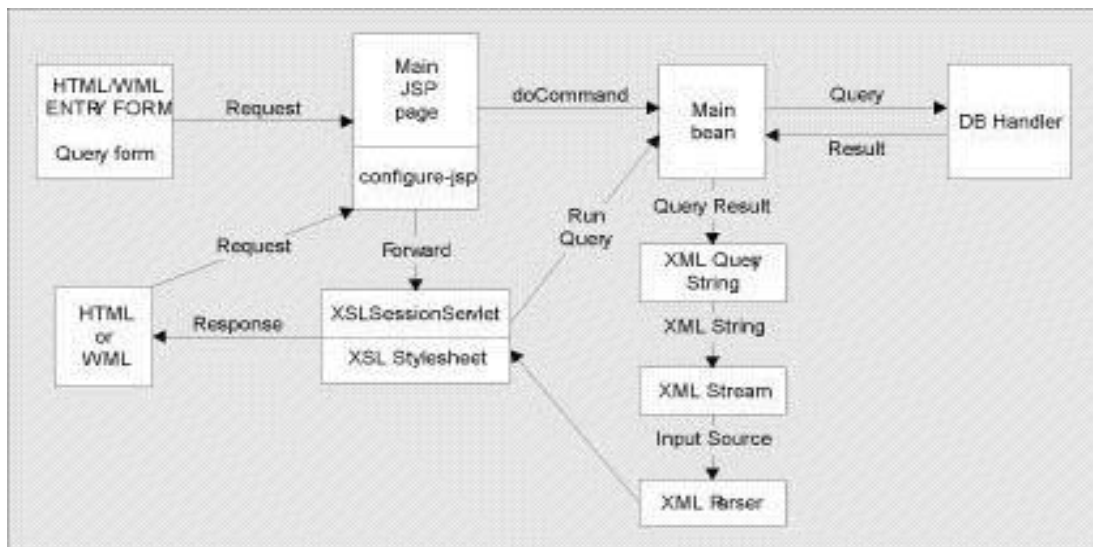 HTML/WML
ENTRY FORM
Query form
Request
Main
JSP
page
configure-jsp
doCommand
Main
bean
Query
Result
DB Handler
Request
Forward
Run
Query
Query Result
XML Query
String
HTML
or
WML
Response
XSLSessionServlet
XSL Stylesheet
XML String
XML Stream
Input Source
XML Parser